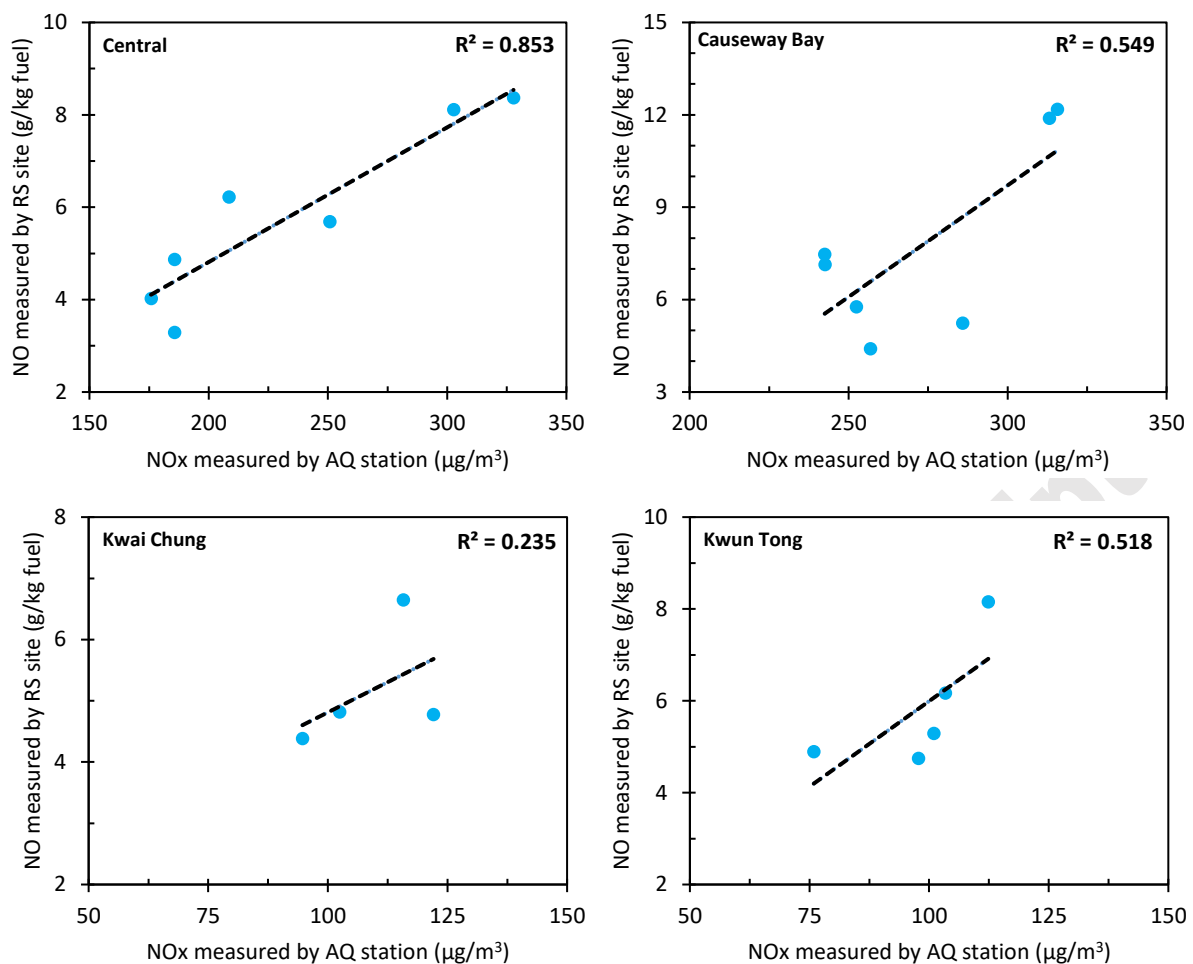 Central
R² = 0.853
NO measured by RS site (g/kg fuel)
10
8
6
4
2
150 200 250 300 350
NOx measured by AQ station (µg/m³)
Causeway Bay
R² = 0.549
NO measured by RS site (g/kg fuel)
15
12
9
6
3
200 250 300 350
NOx measured by AQ station (µg/m³)
Kwai Chung
R² = 0.235
NO measured by RS site (g/kg fuel)
8
6
4
2
50 75 100 125 150
NOx measured by AQ station (µg/m³)
Kwun Tong
R² = 0.518
NO measured by RS site (g/kg fuel)
10
8
6
4
2
50 75 100 125 150
NOx measured by AQ station (µg/m³)